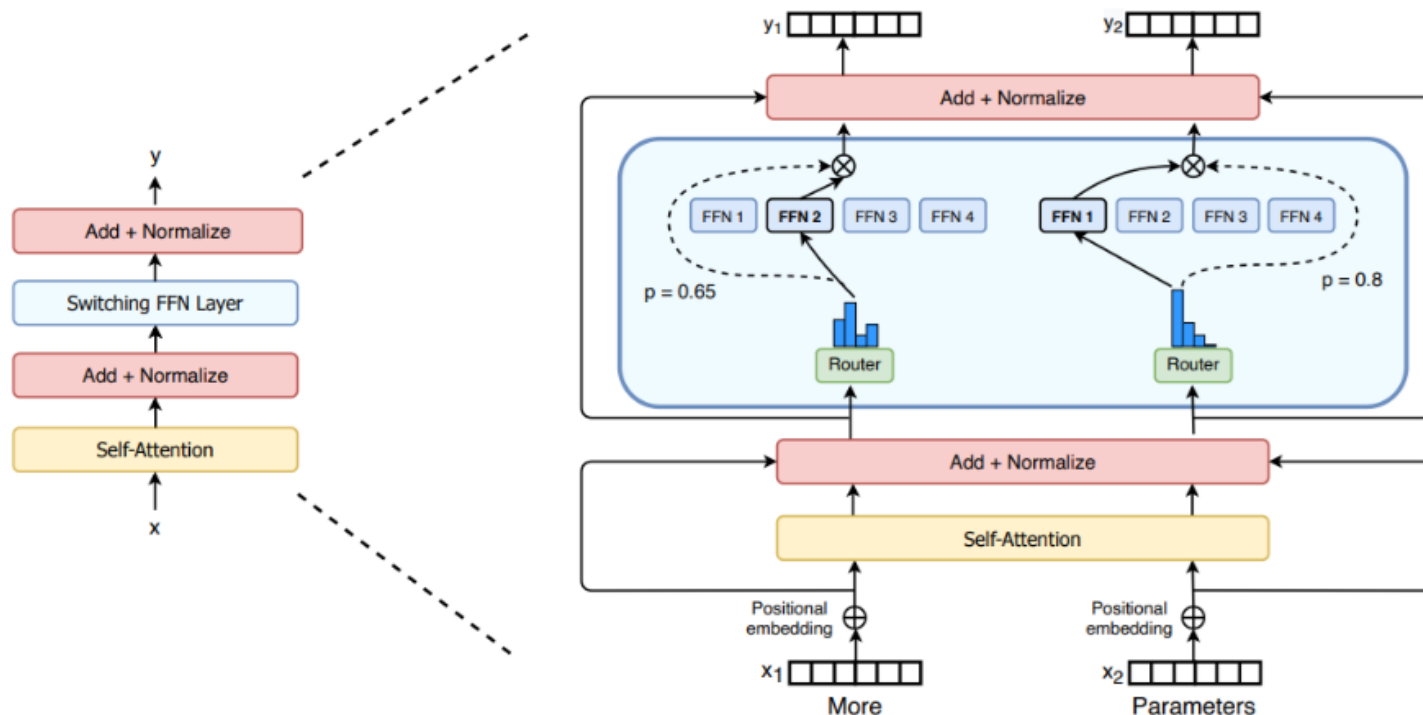 y
Add + Normalize
Switching FFN Layer
Add + Normalize
Self-Attention
x
y1 y2
Add + Normalize
FFN 1 FFN 2 FFN 3 FFN 4 FFN 1 FFN 2 FFN 3 FFN 4
p = 0.65 p = 0.8
Router Router
Add + Normalize
Self-Attention
Positional
embedding
Positional
embedding
x1 x2
More Parameters